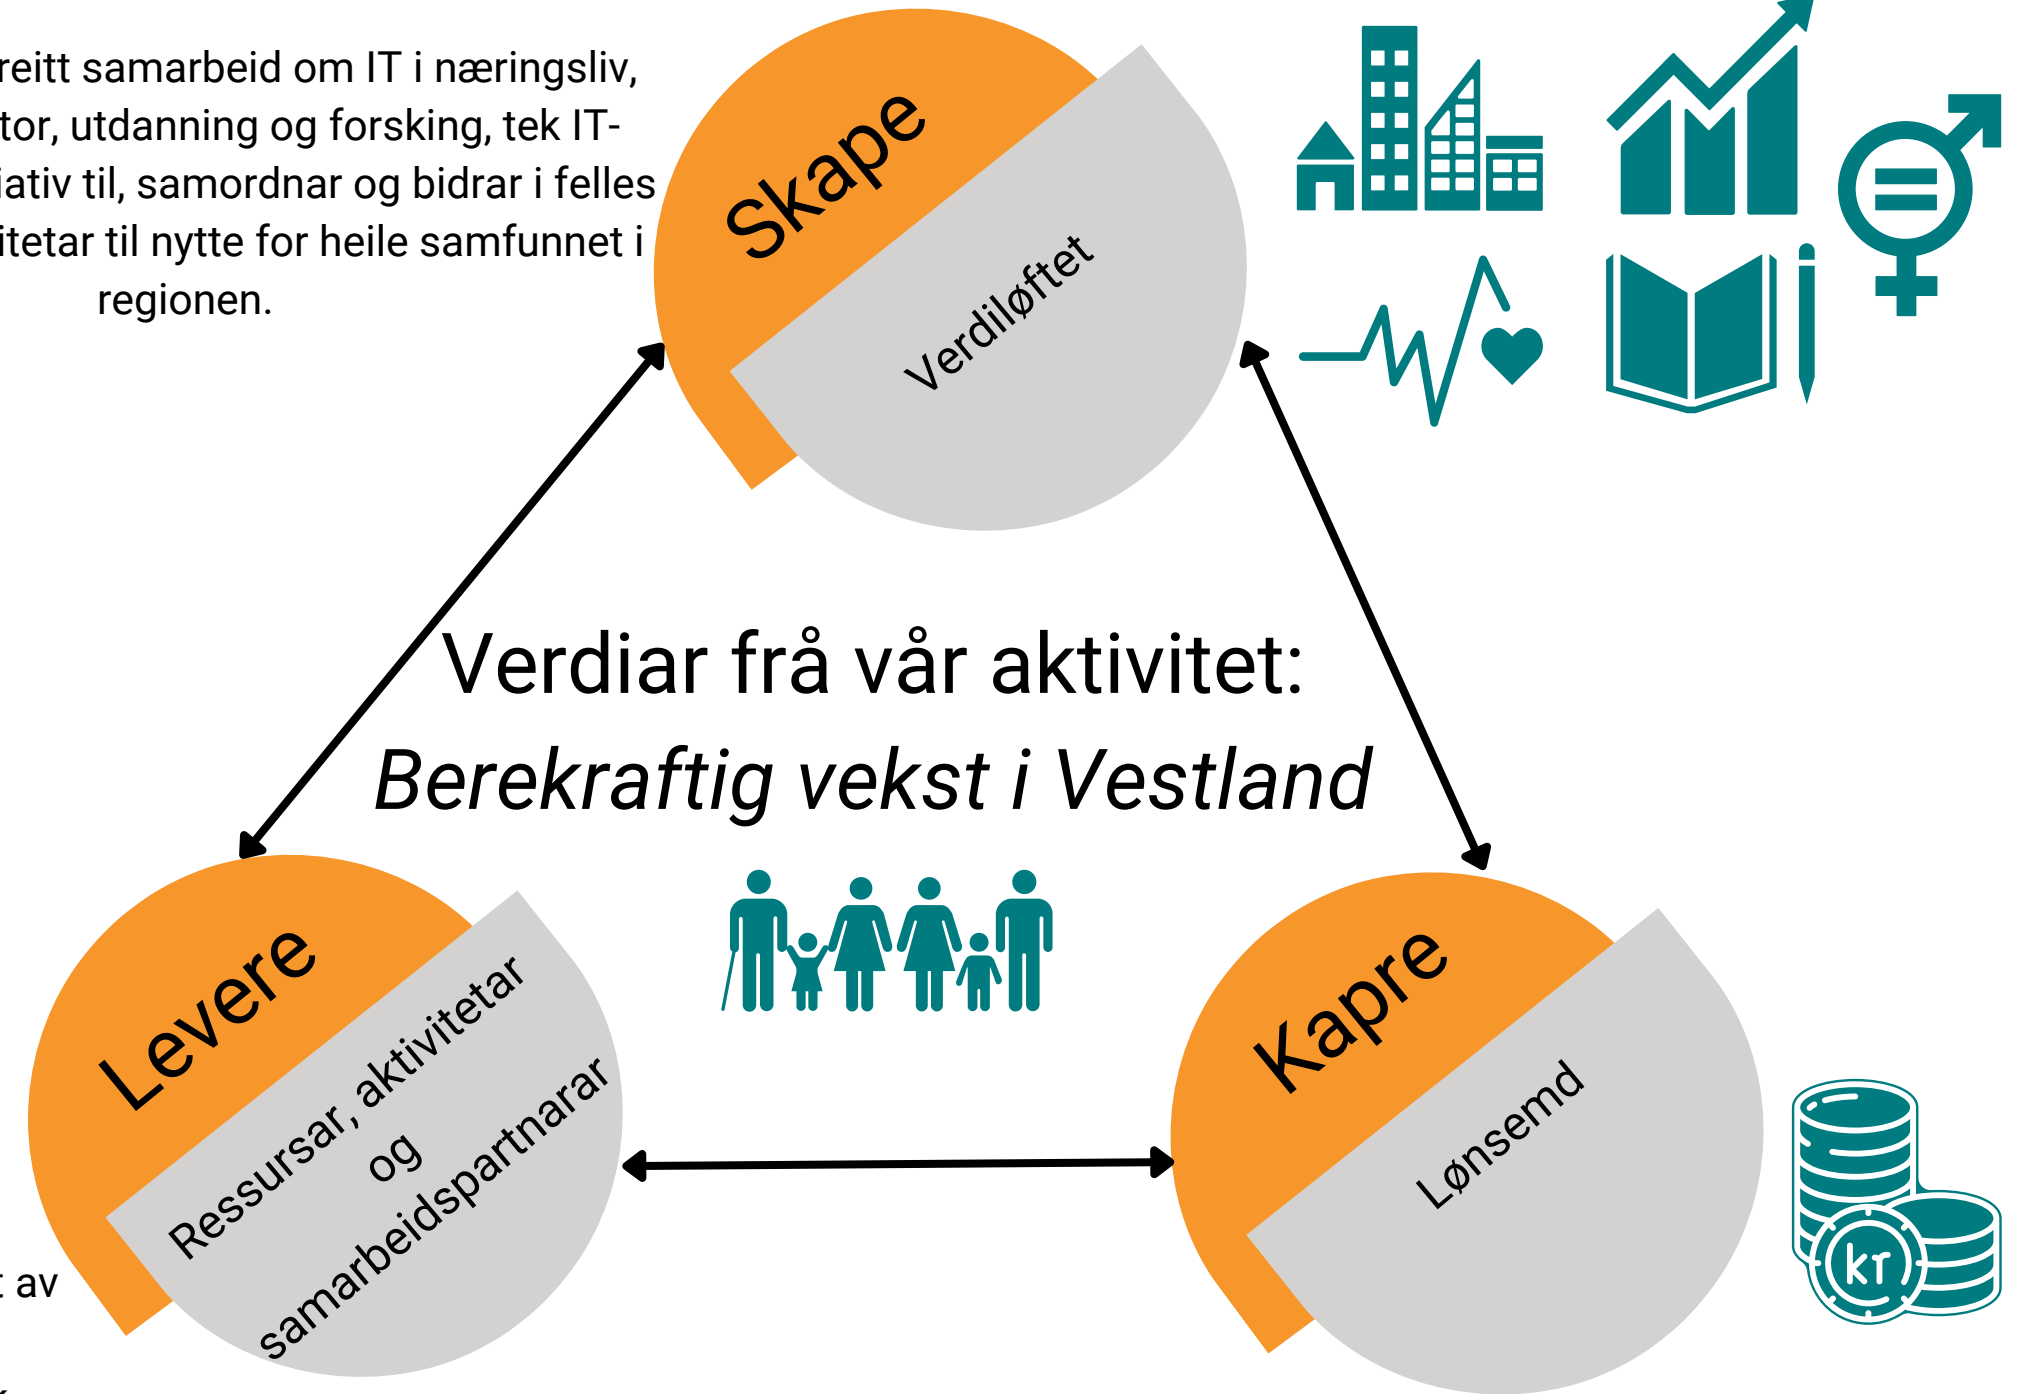 reitt samarbeid om IT i næringsliv,
tor, utdanning og forsking, tek IT-
iativ til, samordnar og bidrar i felles
itetar til nytte for heile samfunnet i
regionen.
Skape
Verdiløftet
Verdiar frå vår aktivitet:
Berekraftig vekst i Vestland
Levere
Ressursar, aktivitetar
og
samarbeidspartnarar
Kapre
Lønsemd
kr
av